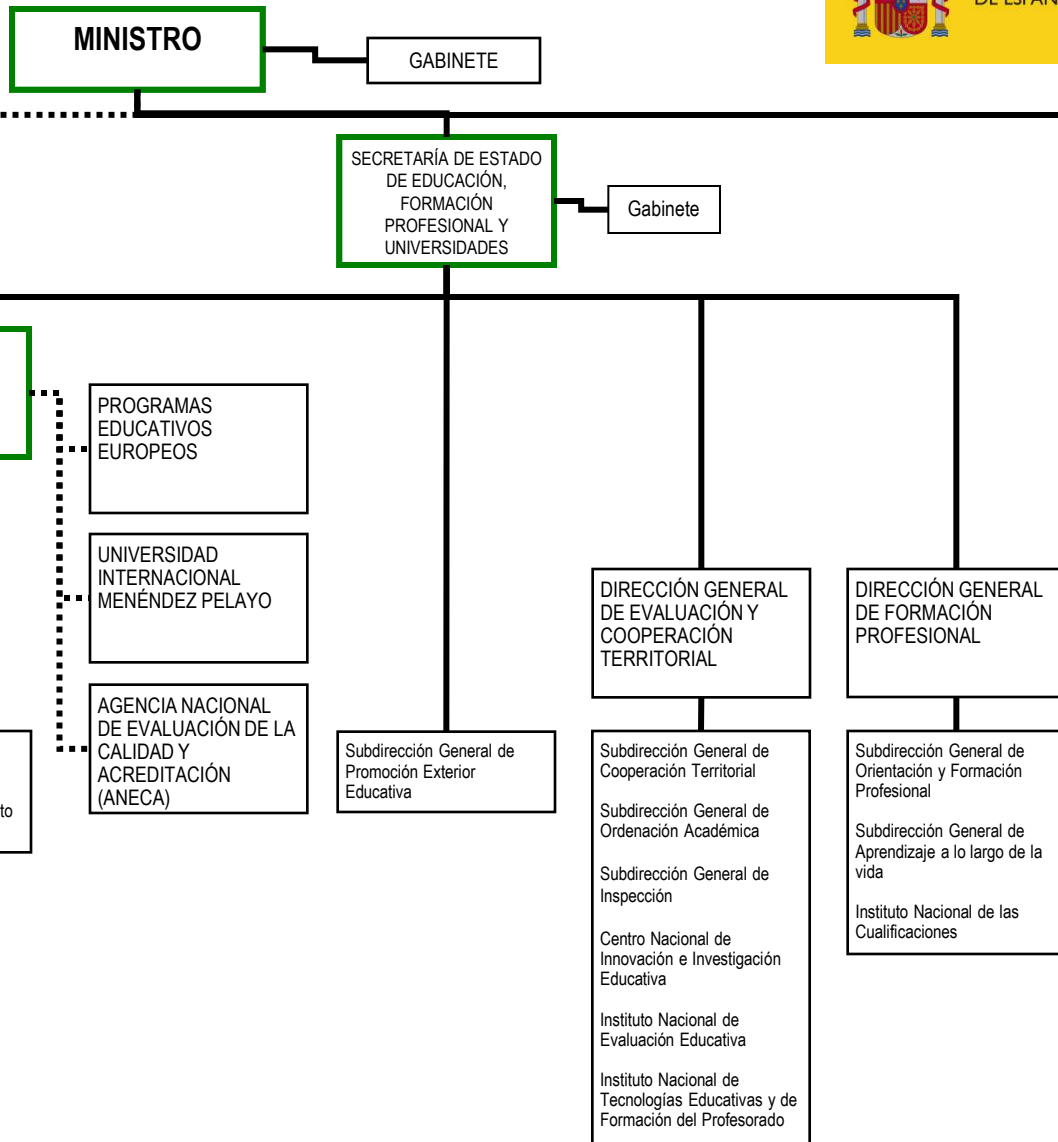 MINISTRO
GABINETE
SECRETARÍA DE ESTADO
DE EDUCACIÓN,
FORMACIÓN
PROFESIONAL Y
UNIVERSIDADES
Gabinete
PROGRAMAS
EDUCATIVOS
EUROPEOS
UNIVERSIDAD
INTERNACIONAL
MENÉNDEZ PELAYO
AGENCIA NACIONAL
DE EVALUACIÓN DE LA
CALIDAD Y
ACREDITACIÓN
(ANECA)
Subdirección General de
Promoción Exterior
Educativa
DIRECCIÓN GENERAL
DE EVALUACIÓN Y
COOPERACIÓN
TERRITORIAL
Subdirección General de
Cooperación Territorial
Subdirección General de
Ordenación Académica
Subdirección General de
Inspección
Centro Nacional de
Innovación e Investigación
Educativa
Instituto Nacional de
Evaluación Educativa
Instituto Nacional de
Tecnologías Educativas y de
Formación del Profesorado
DIRECCIÓN GENERAL
DE FORMACIÓN
PROFESIONAL
Subdirección General de
Orientación y Formación
Profesional
Subdirección General de
Aprendizaje a lo largo de la
vida
Instituto Nacional de las
Cualificaciones